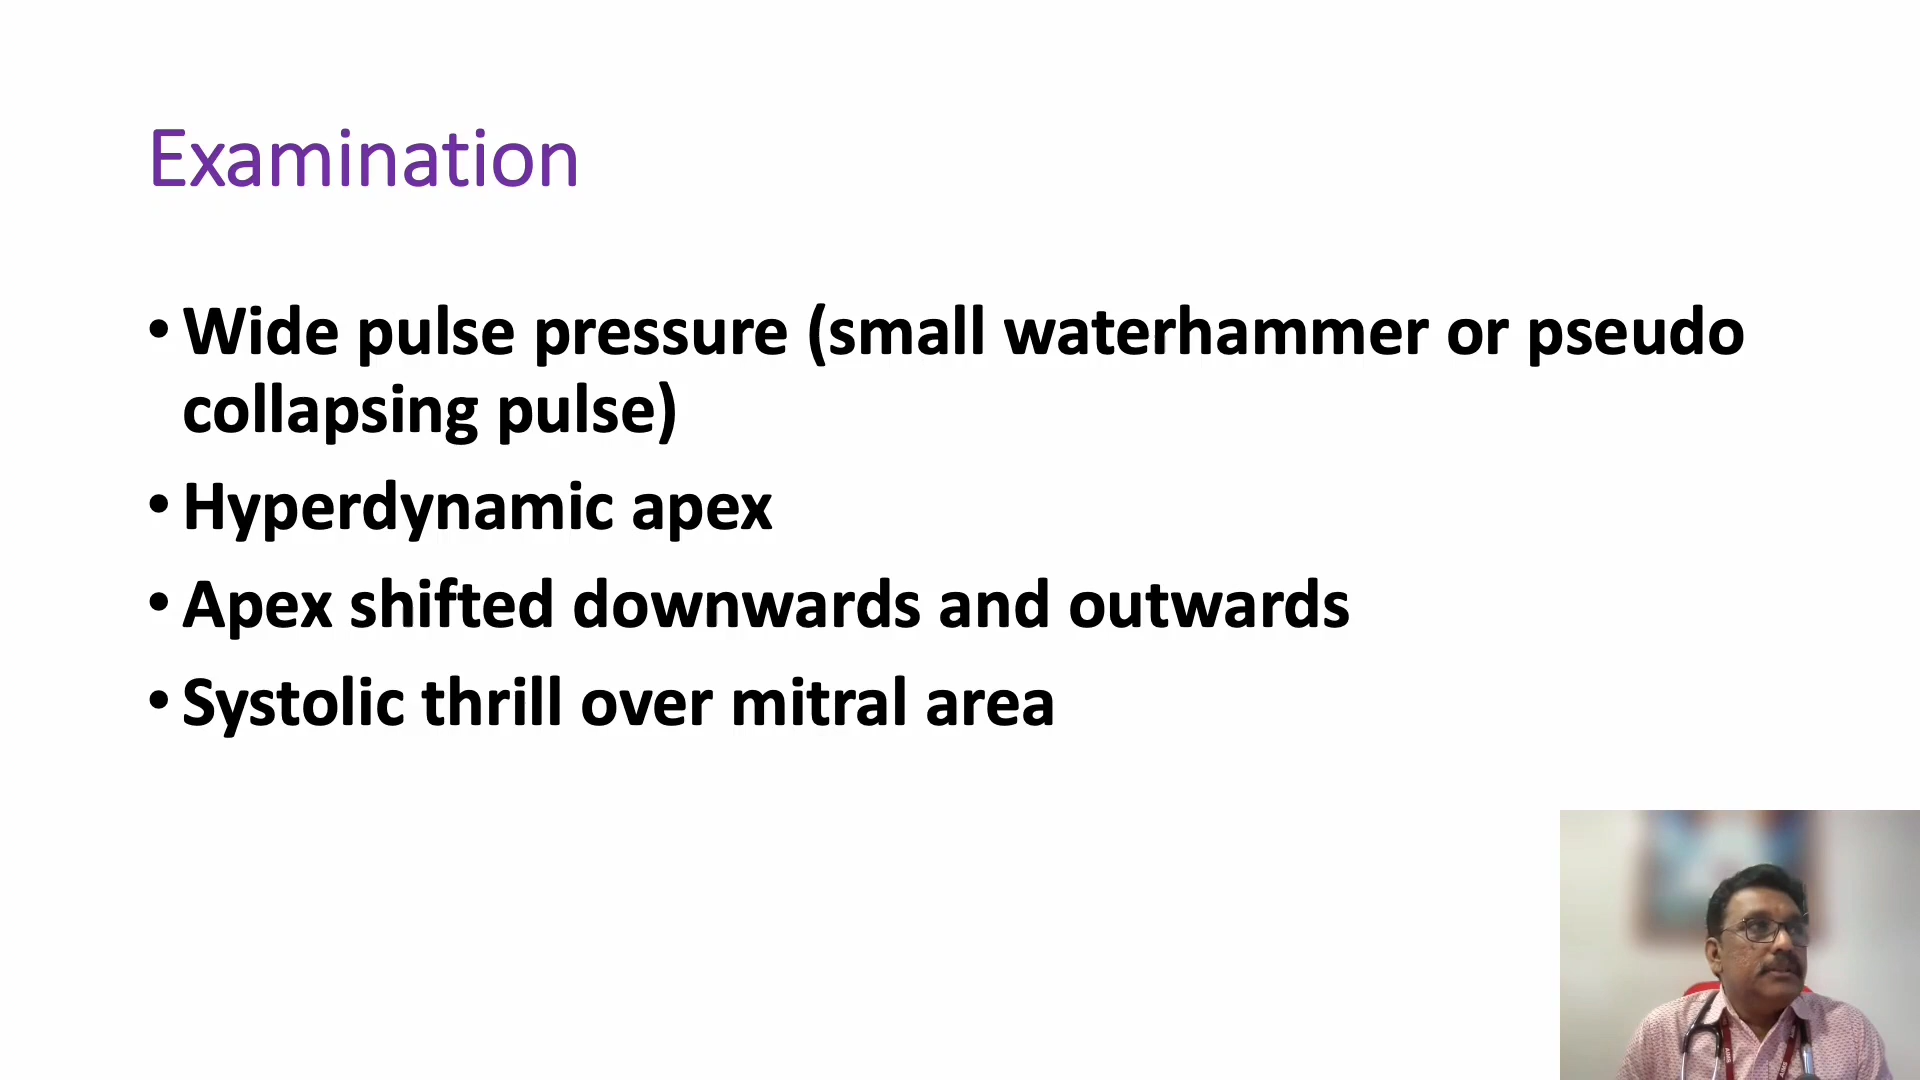 Examination
• Wide pulse pressure (small waterhammer or pseudo
collapsing pulse)
• Hyperdynamic apex
• Apex shifted downwards and outwards
• Systolic thrill over mitral area